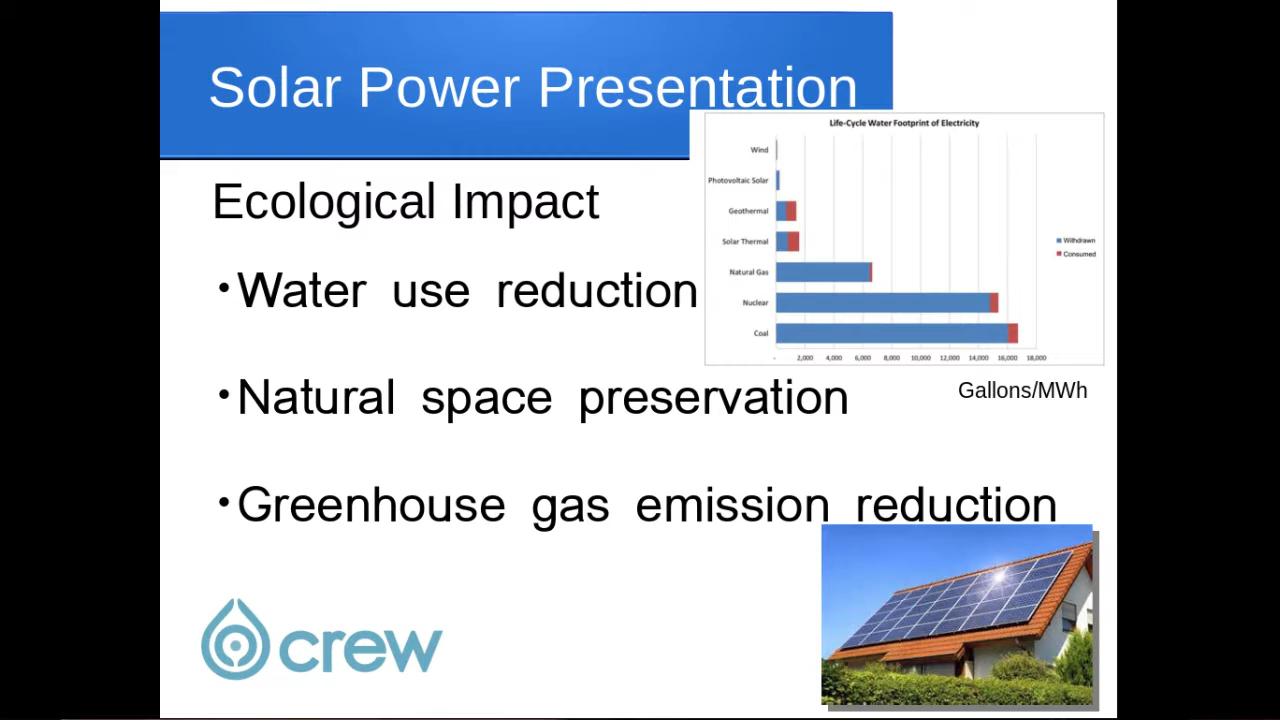 Solar Power Presentation
Life-Cycle Water Footprint of Electricity
Wind
Photovoltaic Solar
Geothermal
Solar Thermal
Natural Gas
Nuclear
Coal
- 2,000 4,000 6,000 8,000 10,000 12,000 14,000 16,000 18,000
Withdrawn
Consumed
Gallons/MWh
Ecological Impact
•Water use reduction
•Natural space preservation
•Greenhouse gas emission reduction
crew